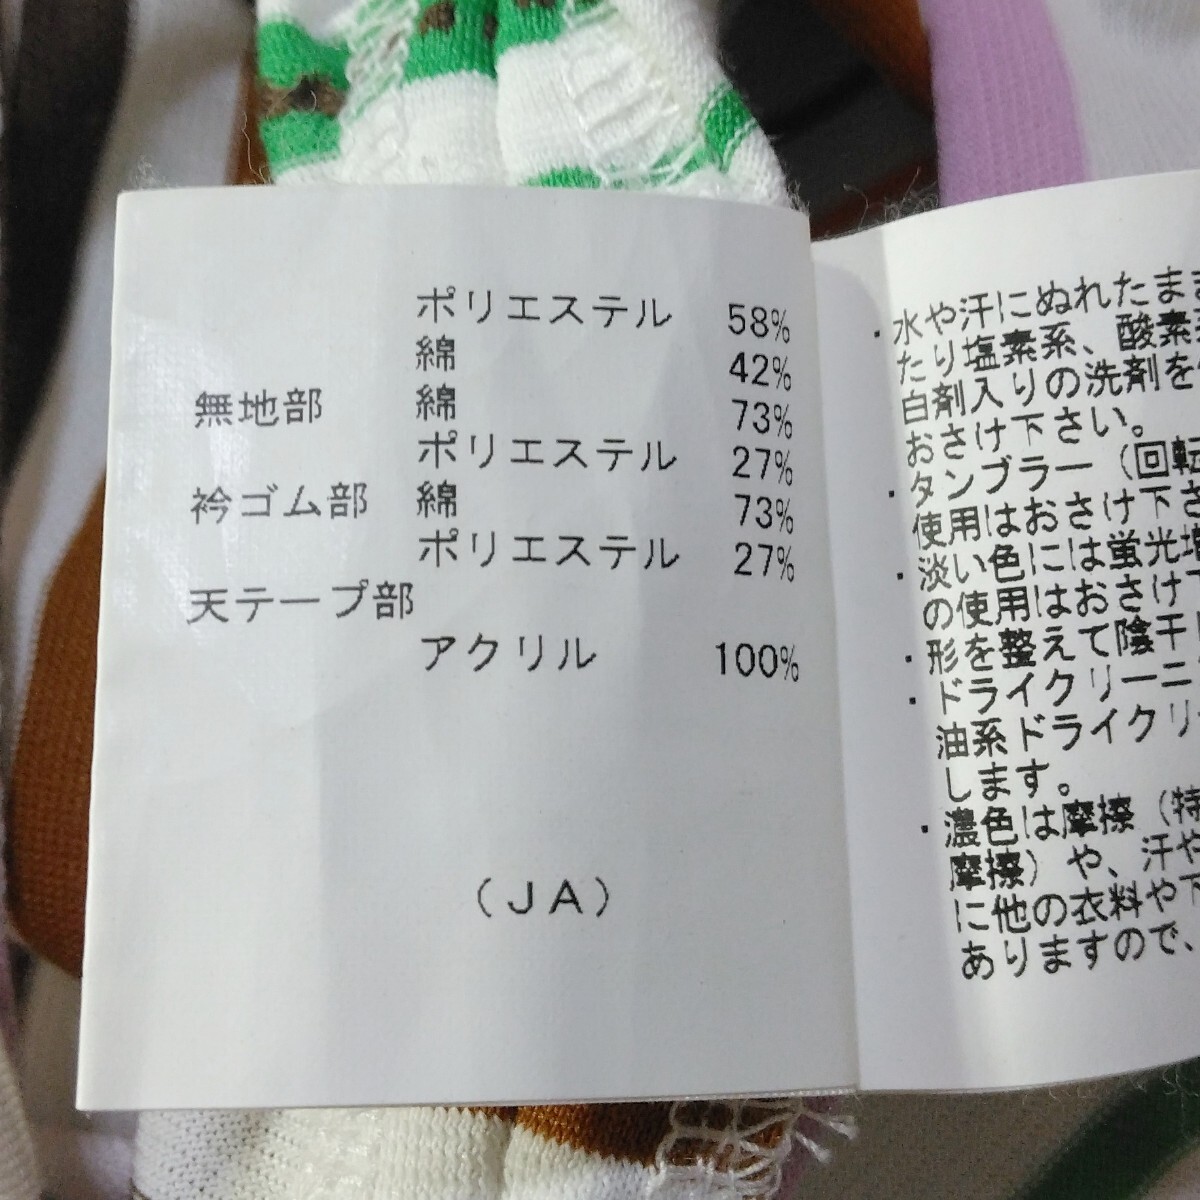 ポリエステル 58%
綿 42%
無地部 綿 73%
ポリエステル 27%
衿ゴム部 綿 73%
ポリエステル 27%
天テープ部
アクリル 100%
(JA)
・水や汗にぬれたまま
たり塩素系、酸素系
白剤入りの洗剤を
おさけ下さい。
・タンブラー(回転
使用はおさけ下さ
・淡い色には蛍光増
の使用はおさけ下
・形を整えて陰干
・ドライクリーニ
油系ドライクリ
します。
・濃色は摩擦(特
摩擦)や、汗や
に他の衣料や下
ありますので、